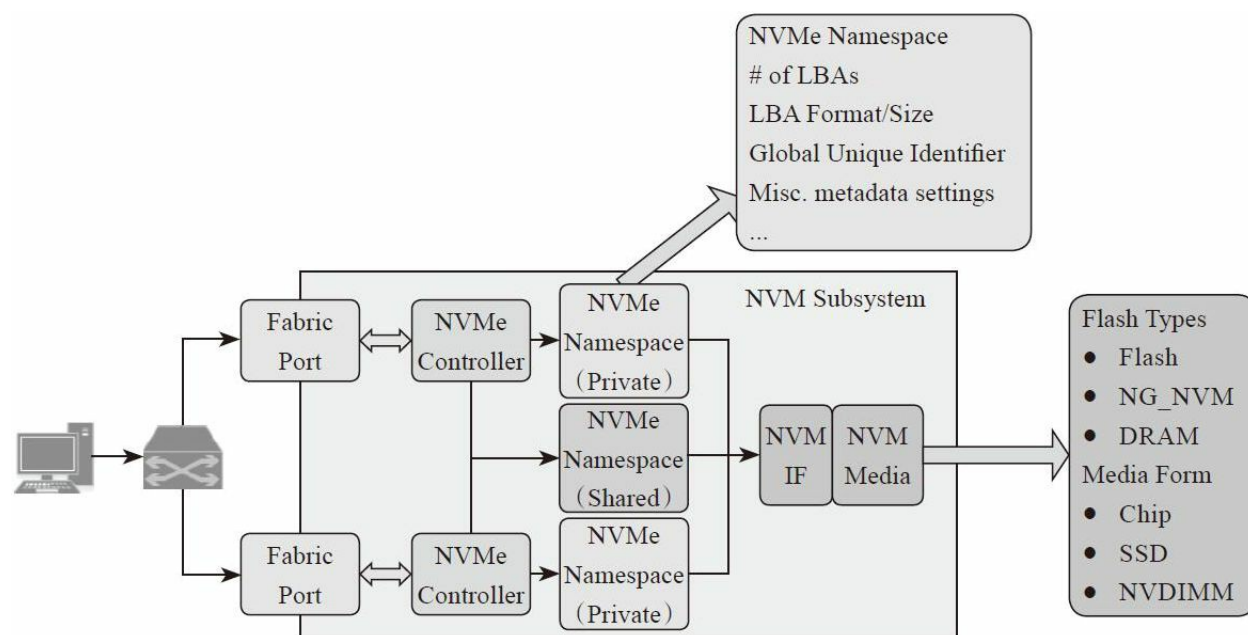 NVMe Namespace
# of LBAs
LBA Format/Size
Global Unique Identifier
Misc. metadata settings
...
NVM Subsystem
Fabric
Port
NVMe
Controller
NVMe
Namespace
（Private）
NVMe
Namespace
（Shared）
Fabric
Port
NVMe
Controller
NVMe
Namespace
（Private）
NVM
IF
NVM
Media
Flash Types
● Flash
● NG_NVM
● DRAM
Media Form
● Chip
● SSD
● NVDIMM